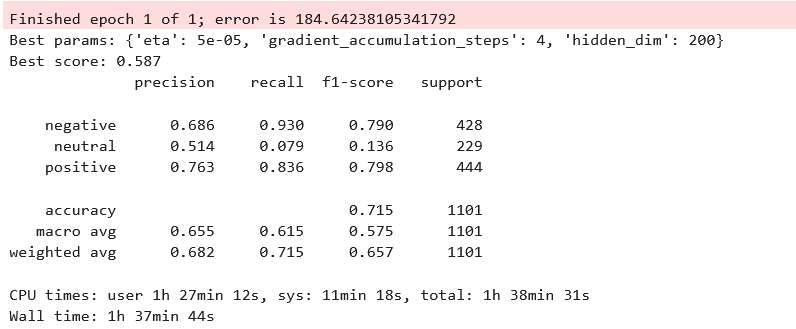 Finished epoch 1 of 1; error is 184.64238105341792
Best params: {'eta': 5e-05, 'gradient_accumulation_steps': 4, 'hidden_dim': 200}
Best score: 0.587
precision recall f1-score support
negative 0.686 0.930 0.790 428
neutral 0.514 0.079 0.136 229
positive 0.763 0.836 0.798 444
accuracy 0.715 1101
macro avg 0.655 0.615 0.575 1101
weighted avg 0.682 0.715 0.657 1101
CPU times: user 1h 27min 12s, sys: 11min 18s, total: 1h 38min 31s
Wall time: 1h 37min 44s